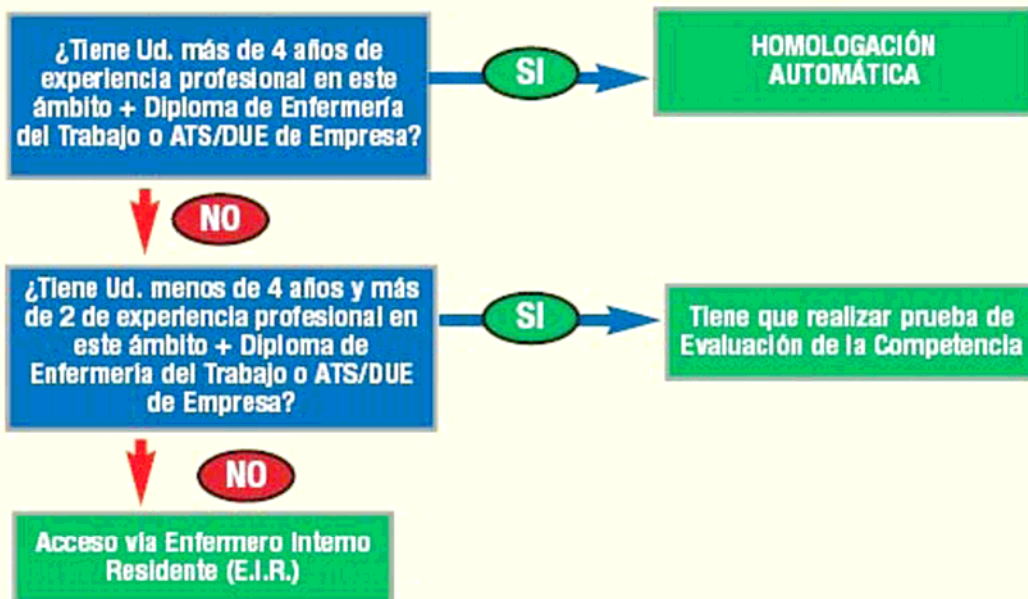 ¿Tiene Ud. más de 4 años de
experiencia profesional en este
ámbito + Diploma de Enfermería
del Trabajo o ATS/DUE de Empresa?
SI
HOMOLOGACIÓN
AUTOMÁTICA
NO
¿Tiene Ud. menos de 4 años y más
de 2 de experiencia profesional en
este ámbito + Diploma de
Enfermería del Trabajo o ATS/DUE
de Empresa?
SI
Tiene que realizar prueba de
Evaluación de la Competencia
NO
Acceso vía Enfermero Interno
Residente (E.I.R.)